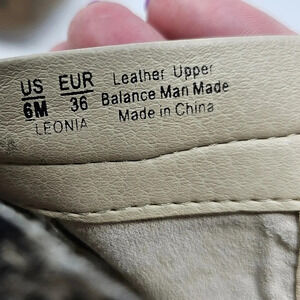 US EUR Leather Upper
6M 36 Balance Man Made
LEONIA Made in China